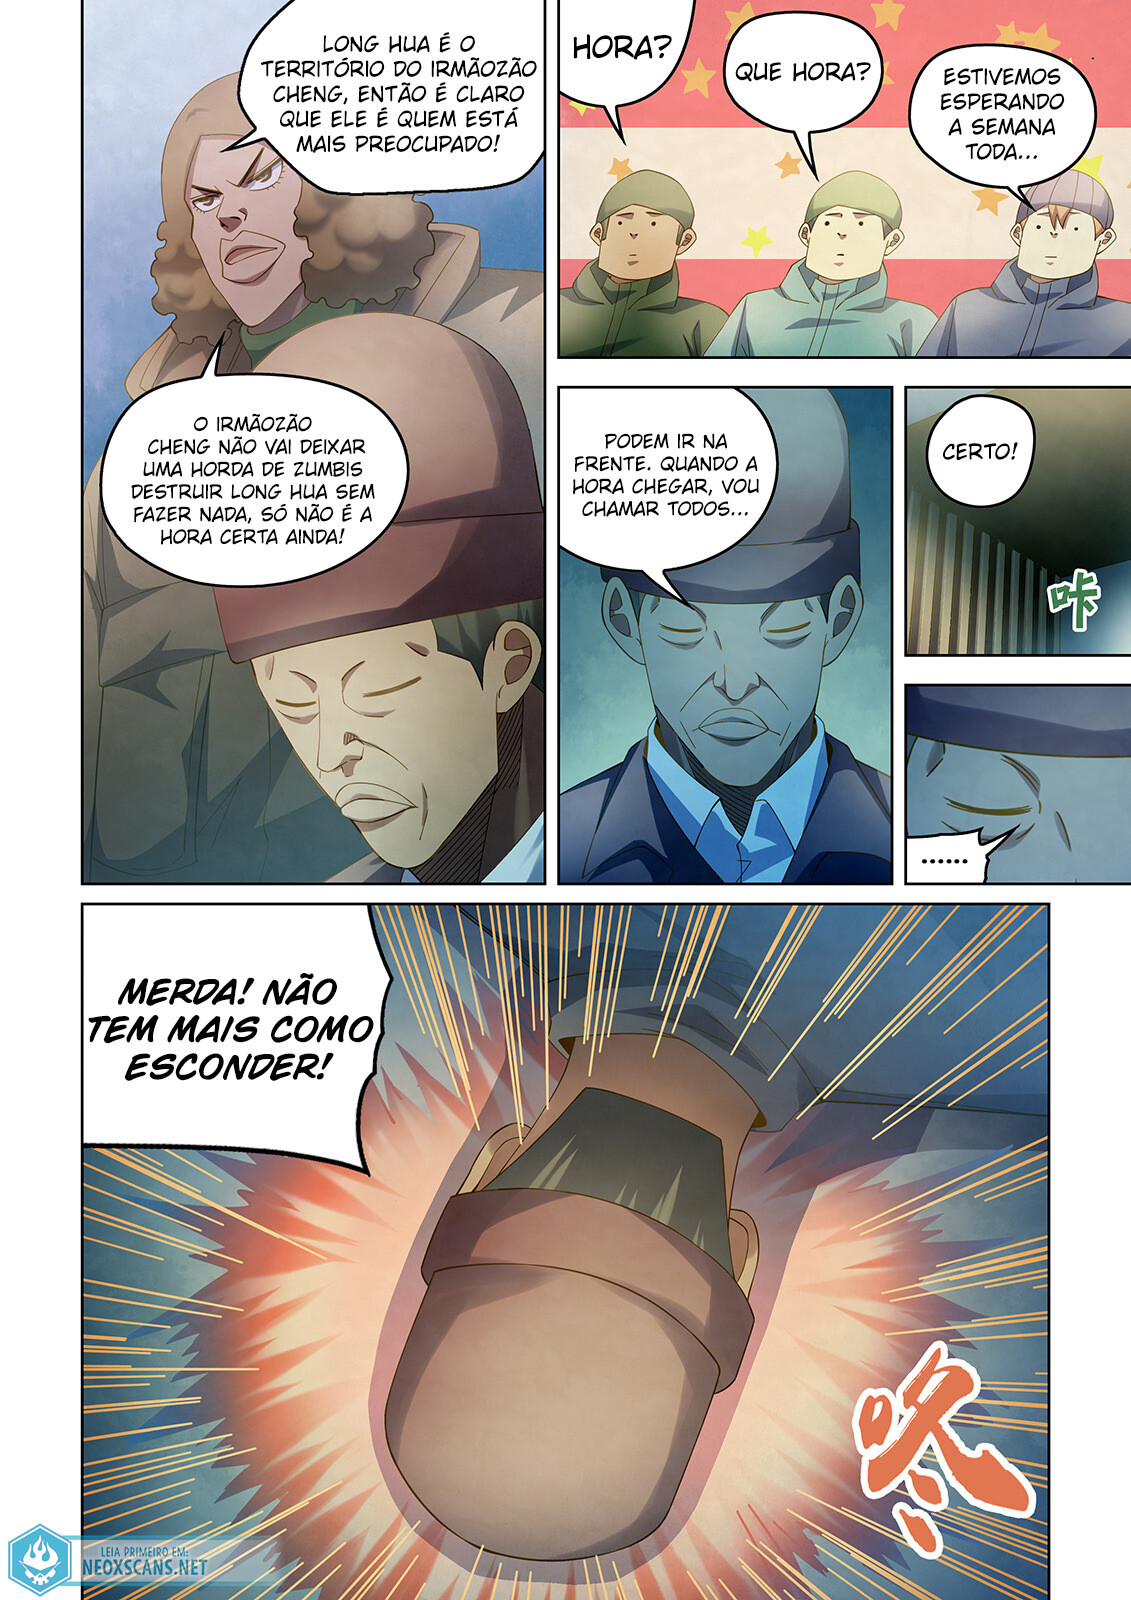 LONG HUA É O
TERRITÓRIO DO IRMÃOZÃO
CHENG, ENTÃO É CLARO
QUE ELE É QUEM ESTÁ
MAIS PREOCUPADO!
O IRMÃOZÃO
CHENG NÃO VAI DEIXAR
UMA HORDA DE ZUMBIS
DESTRUIR LONG HUA SEM
FAZER NADA, SÓ NÃO É A
HORA CERTA AINDA!
HORA?
QUE HORA?
ESTIVEMOS
ESPERANDO
A SEMANA
TODA...
PODEM IR NA
FRENTE. QUANDO A
HORA CHEGAR, VOU
CHAMAR TODOS...
CERTO!
咔
......
MERDA! NÃO
TEM MAIS COMO
ESCONDER!
咚
LEIA PRIMEIRO EM:
NEOXSCANS.NET